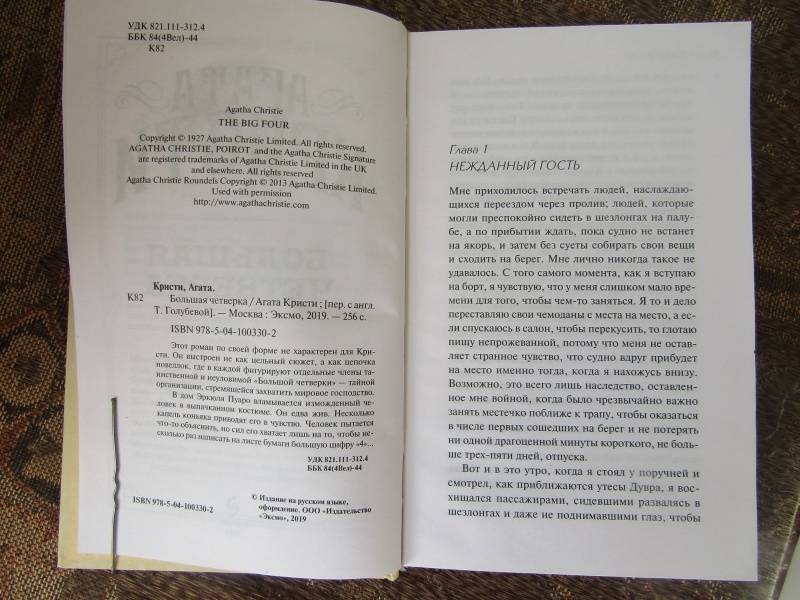 УДК 821.111-312.4
ББК 84(4Вел)-44
К82
Agatha Christie
THE BIG FOUR
Copyright © 1927 Agatha Christie Limited. All rights reserved.
AGATHA CHRISTIE, POIROT and the Agatha Christie Signature
are registered trademarks of Agatha Christie Limited in the UK
and elsewhere. All rights reserved
Agatha Christie Roundels Copyright © 2013 Agatha Christie Limited.
Used with permission
http://www.agathachristie.com
Кристи, Агата.
К82 Большая четверка / Агата Кристи ; [пер. с англ.
Т. Голубевой]. — Москва : Эксмо, 2019. — 256 с.
ISBN 978-5-04-100330-2
Этот роман по своей форме не характерен для Кри-
сти. Он выстроен не как цельный сюжет, а как цепочка
новеллок, где в каждой фигурируют отдельные члены та-
инственной и неуловимой «Большой четверки» — тайной
организации, стремящейся захватить мировое господство.
В дом Эркюля Пуаро вламывается изможденный че-
ловек в выпачканном костюме. Он едва жив. Несколько
капель коньяка приводят его в чувство. Человек пытается
что-то объяснить, но сил его хватает лишь на то, чтобы не-
сколько раз написать на листе бумаги большую цифру «4»...
УДК 821.111-312.4
ББК 84(4Вел)-44
© Издание на русском языке,
оформление. ООО «Издательство
«Эксмо», 2019
ISBN 978-5-04-100330-2
Глава 1
НЕЖДАННЫЙ ГОСТЬ
Мне приходилось встречать людей, наслаждаю-
щихся переездом через пролив; людей, которые
могли преспокойно сидеть в шезлонгах на палу-
бе, а по прибытии ждать, пока судно не встанет
на якорь, и затем без суеты собирать свои вещи
и сходить на берег. Мне лично никогда такое не
удавалось. С того самого момента, как я вступаю
на борт, я чувствую, что у меня слишком мало вре-
мени для того, чтобы чем-то заняться. Я то и дело
переставляю свои чемоданы с места на место, а ес-
ли спускаюсь в салон, чтобы перекусить, то глотаю
пищу непрожеванной, потому что меня не остав-
ляет странное чувство, что судно вдруг прибудет
на место именно тогда, когда я нахожусь внизу.
Возможно, это всего лишь наследство, оставлен-
ное мне войной, когда было чрезвычайно важно
занять местечко поближе к трапу, чтобы оказаться
в числе первых сошедших на берег и не потерять
ни одной драгоценной минуты короткого, не боль-
ше трех-пяти дней, отпуска.
Вот и в это утро, когда я стоял у поручней и
смотрел, как приближаются утесы Дувра, я вос-
хищался пассажирами, сидевшими развалясь в
шезлонгах и даже не поднимавшими глаз, чтобы